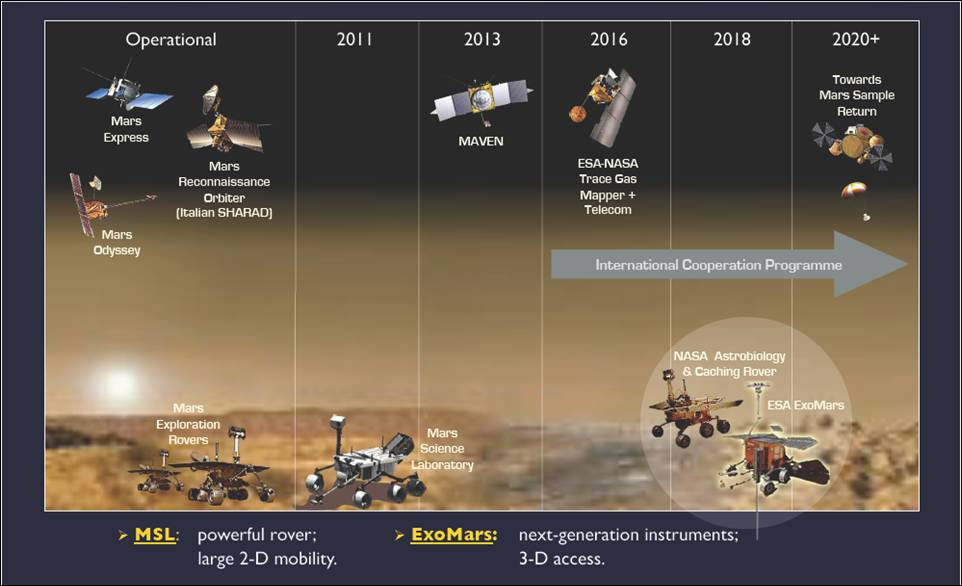 Operational
2011
2013
2016
2018
2020+
Mars
Express
Mars
Reconnaissance
Orbiter
(Italian SHARAD)
Mars
Odyssey
MAVEN
ESA-NASA
Trace Gas
Mapper +
Telecom
Towards
Mars Sample
Return
International Cooperation Programme
NASA Astrobiology
& Caching Rover
ESA ExoMars
Mars
Exploration
Rovers
Mars
Science
Laboratory
➢ MSL: powerful rover;
large 2-D mobility.
➢ ExoMars: next-generation instruments;
3-D access.